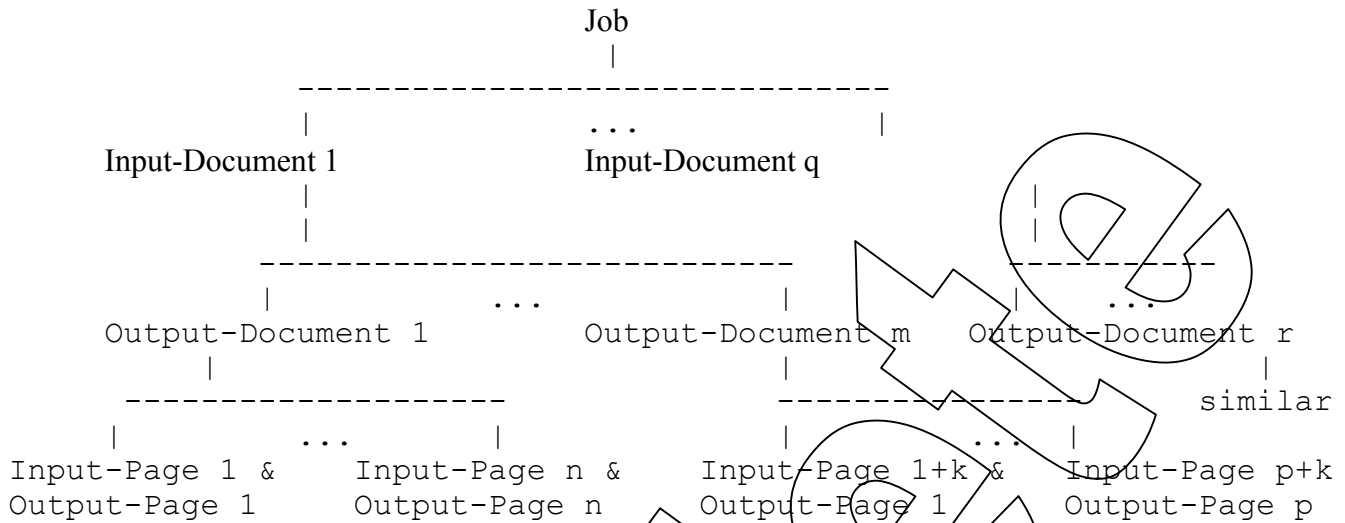 Job
...
Input-Document 1 Input-Document q
... ...
Output-Document 1 Output-Document m Output-Document r
similar
... ...
Input-Page 1 & Input-Page n & Input-Page 1+k & Input-Page p+k
Output-Page 1 Output-Page n Output-Page 1 Output-Page p